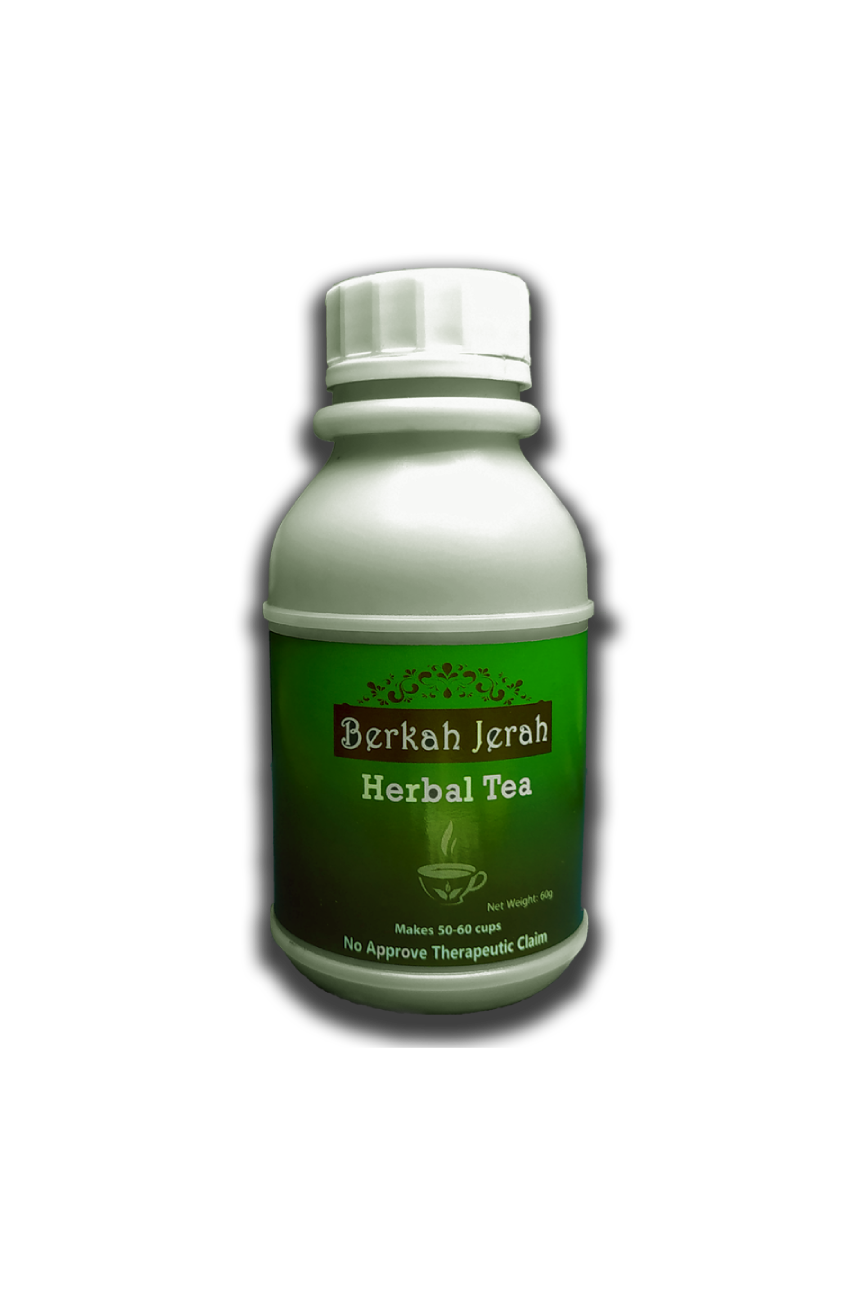 Berkah Jerah
Herbal Tea
Net Weight: 60g
Makes 50-60 cups
No Approve Therapeutic Claim